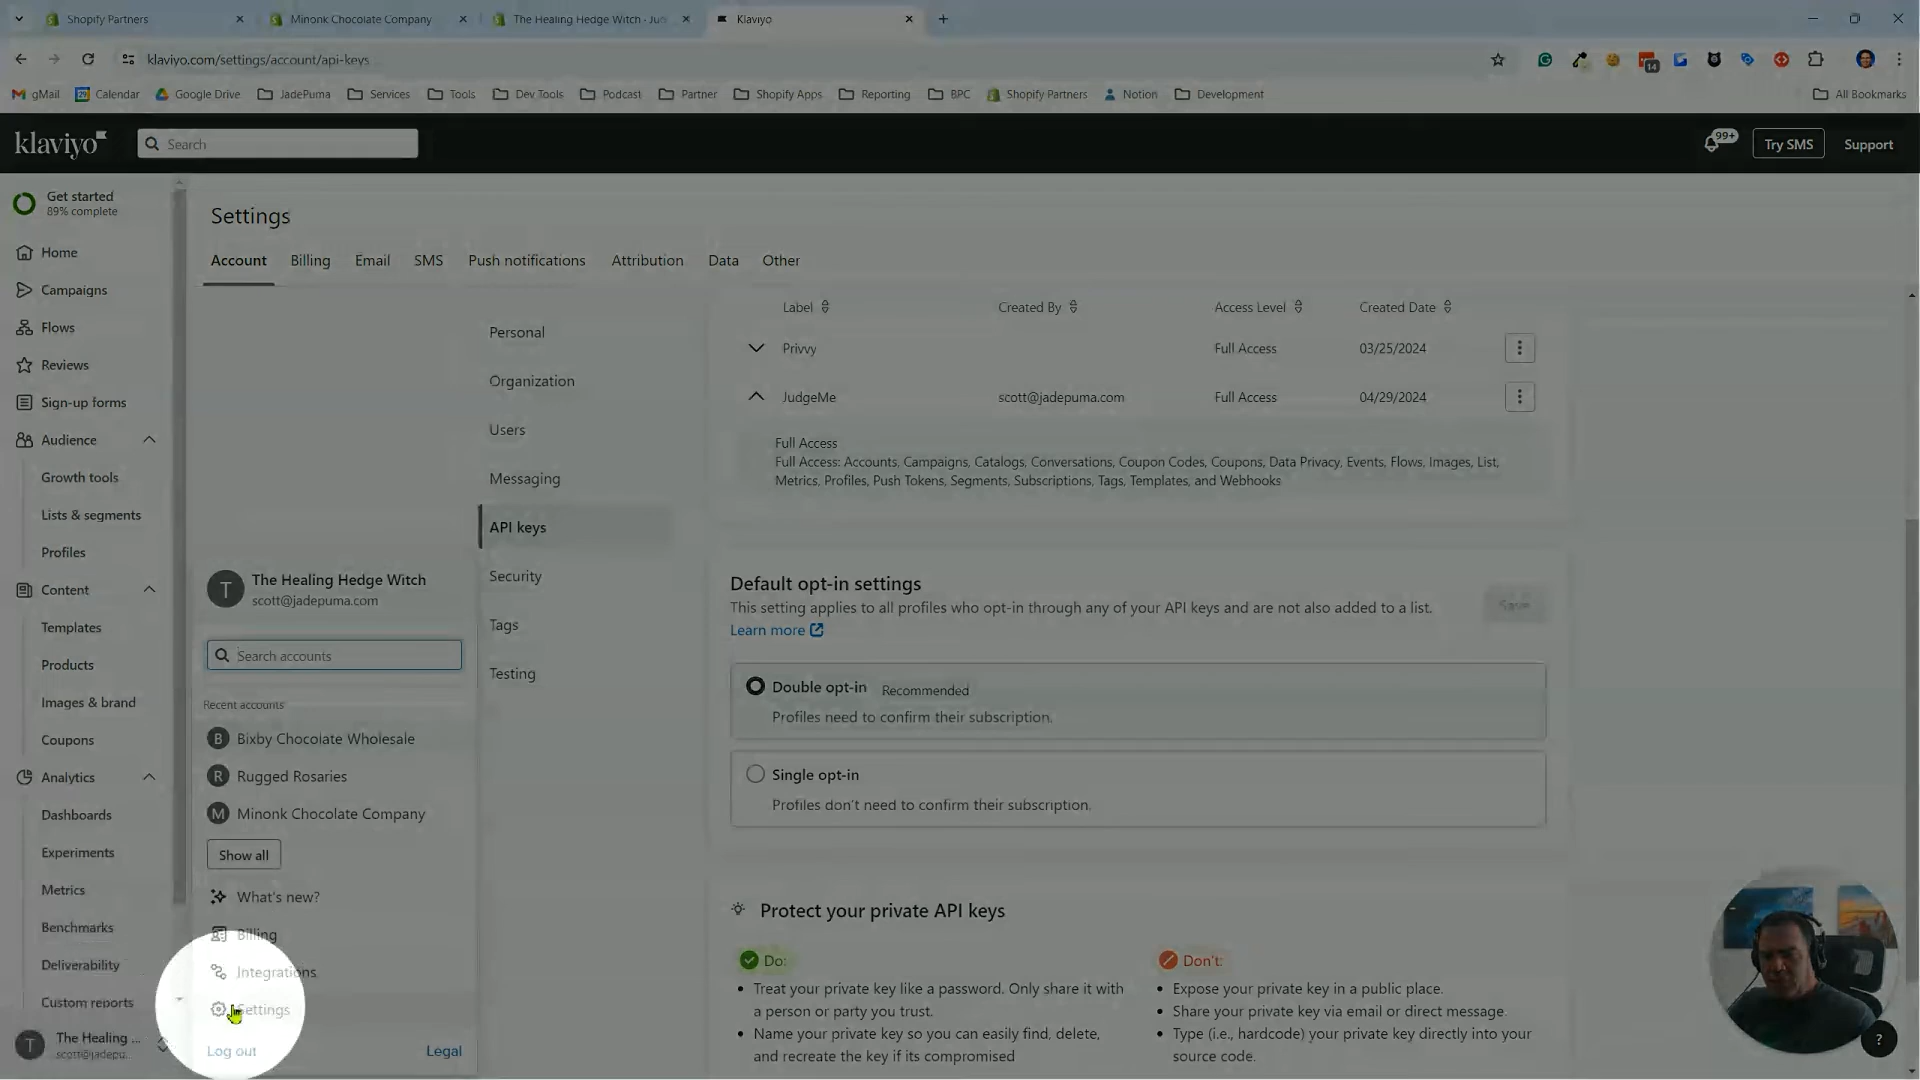 Shopify Partners
Minonk Chocolate Company
The Healing Hedge Witch - Jud
Klaviyo
klaviyo.com/settings/account/api-keys
gMail
Calendar
Google Drive
JadePuma
Services
Tools
Dev Tools
Podcast
Partner
Shopify Apps
Reporting
BPC
Shopify Partners
Notion
Development
All Bookmarks
14
klaviyo
Search
99+
Try SMS
Support
Get started
89% complete
Home
Campaigns
Flows
Reviews
Sign-up forms
Audience
Growth tools
Lists & segments
Profiles
Content
Templates
Products
Images & brand
Coupons
Analytics
Dashboards
Experiments
Metrics
Benchmarks
Deliverability
Custom reports
T
The Healing ...
scott@jadepu...
Settings
Account
Billing
Email
SMS
Push notifications
Attribution
Data
Other
Personal
Organization
Users
Messaging
API keys
Security
Tags
Testing
T
The Healing Hedge Witch
scott@jadepuma.com
Search accounts
Recent accounts
B Bixby Chocolate Wholesale
R Rugged Rosaries
M Minonk Chocolate Company
Show all
What's new?
Billing
Integrations
Settings
Log out
Legal
Label
Created By
Access Level
Created Date
Privvy
Full Access
03/25/2024
JudgeMe
scott@jadepuma.com
Full Access
04/29/2024
Full Access
Full Access: Accounts, Campaigns, Catalogs, Conversations, Coupon Codes, Coupons, Data Privacy, Events, Flows, Images, List,
Metrics, Profiles, Push Tokens, Segments, Subscriptions, Tags, Templates, and Webhooks
Default opt-in settings
This setting applies to all profiles who opt-in through any of your API keys and are not also added to a list.
Learn more
Save
Double opt-in Recommended
Profiles need to confirm their subscription.
Single opt-in
Profiles don't need to confirm their subscription.
Protect your private API keys
Do:
• Treat your private key like a password. Only share it with
a person or party you trust.
• Name your private key so you can easily find, delete,
and recreate the key if its compromised
Don't:
• Expose your private key in a public place.
• Share your private key via email or direct message.
• Type (i.e., hardcode) your private key directly into your
source code.
?